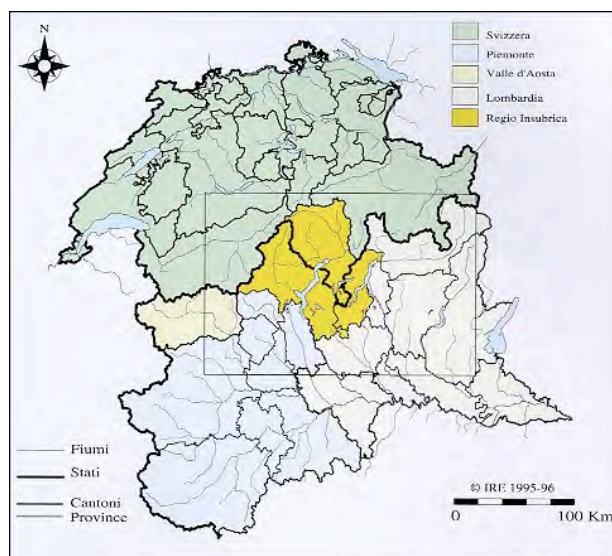 N
Svizzera
Piemonte
Valle d'Aosta
Lombardia
Regio Insubrica
Fiumi
Stati
Cantoni
Province
© IRE 1995-96
0 100 Km